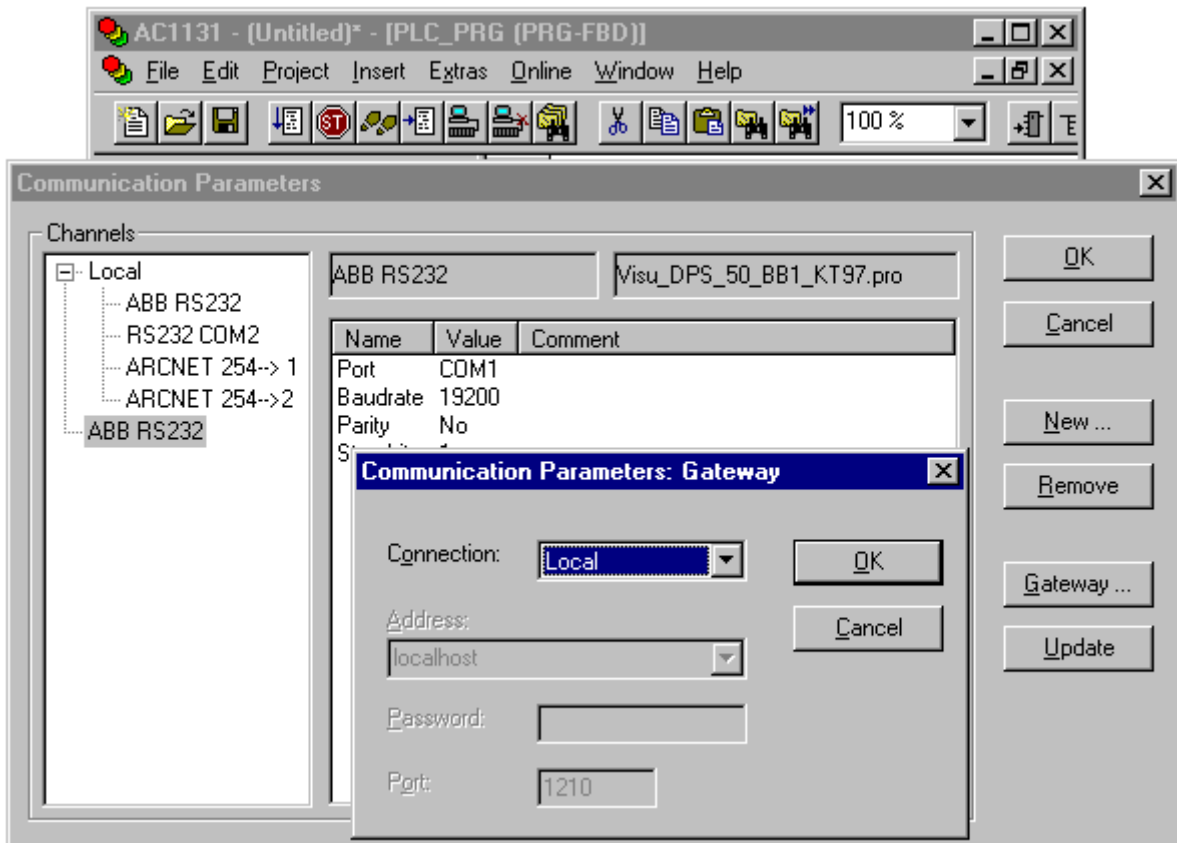 AC1131 - (Untitled)* - [PLC_PRG (PRG-FBD)]
File Edit Project Insert Extras Online Window Help
ST 100 %
Communication Parameters
Channels
Local
ABB RS232
RS232 COM2
ARCNET 254--> 1
ARCNET 254-->2
ABB RS232
ABB RS232 Visu_DPS_50_BB1_KT97.pro
Name Value Comment
Port COM1
Baudrate 19200
Parity No
OK
Cancel
New ...
Remove
Gateway ...
Update
Communication Parameters: Gateway
Connection: Local
Address:
localhost
Password:
Port: 1210
OK
Cancel